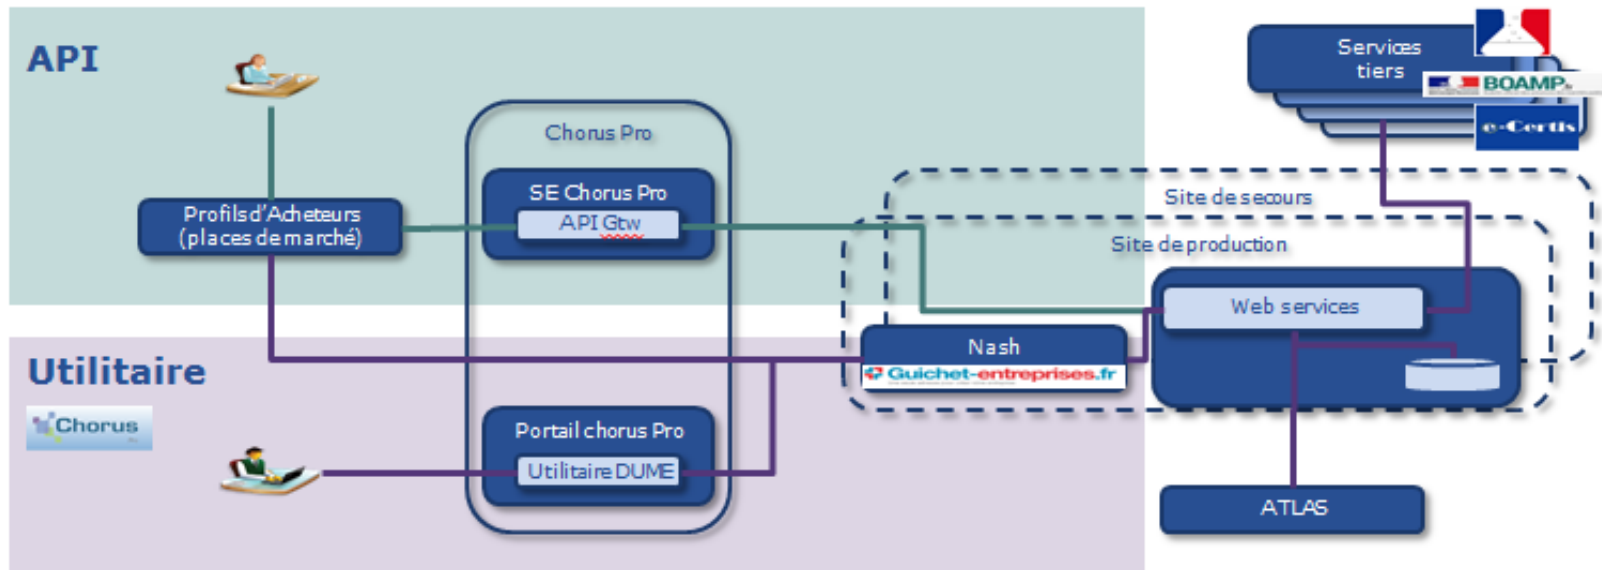 API
Services
tiers
BOAMP
e-Certis
Chorus Pro
SE Chorus Pro
API Gtw
Profils d'Acheteurs
(places de marché)
Site de secours
Site de production
Web services
Nash
Guichet-entreprises.fr
Utilitaire
Chorus
Portail chorus Pro
Utilitaire DUME
ATLAS